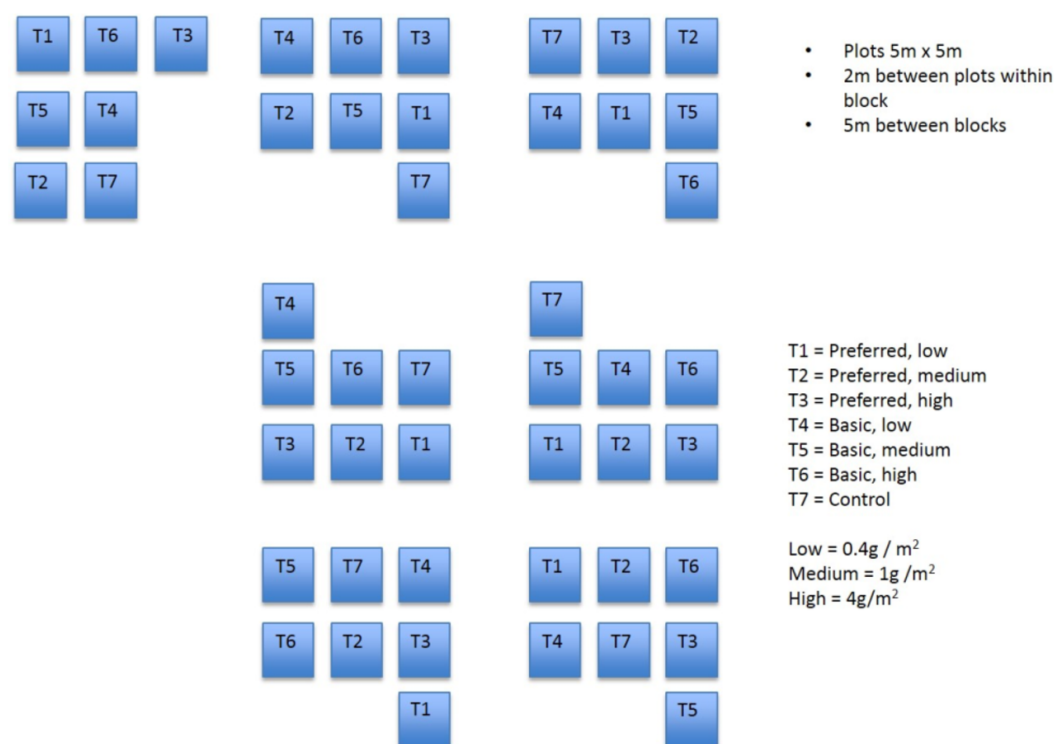 T1 T6 T3 T4 T6 T3 T7 T3 T2
T5 T4 T2 T5 T1 T4 T1 T5
T2 T7 T7 T6
• Plots 5m x 5m
• 2m between plots within
block
• 5m between blocks
T4 T7
T5 T6 T7 T5 T4 T6
T3 T2 T1 T1 T2 T3
T1 = Preferred, low
T2 = Preferred, medium
T3 = Preferred, high
T4 = Basic, low
T5 = Basic, medium
T6 = Basic, high
T7 = Control
Low = 0.4g / m²
Medium = 1g /m²
High = 4g/m²
T5 T7 T4 T1 T2 T6
T6 T2 T3 T4 T7 T3
T1 T5